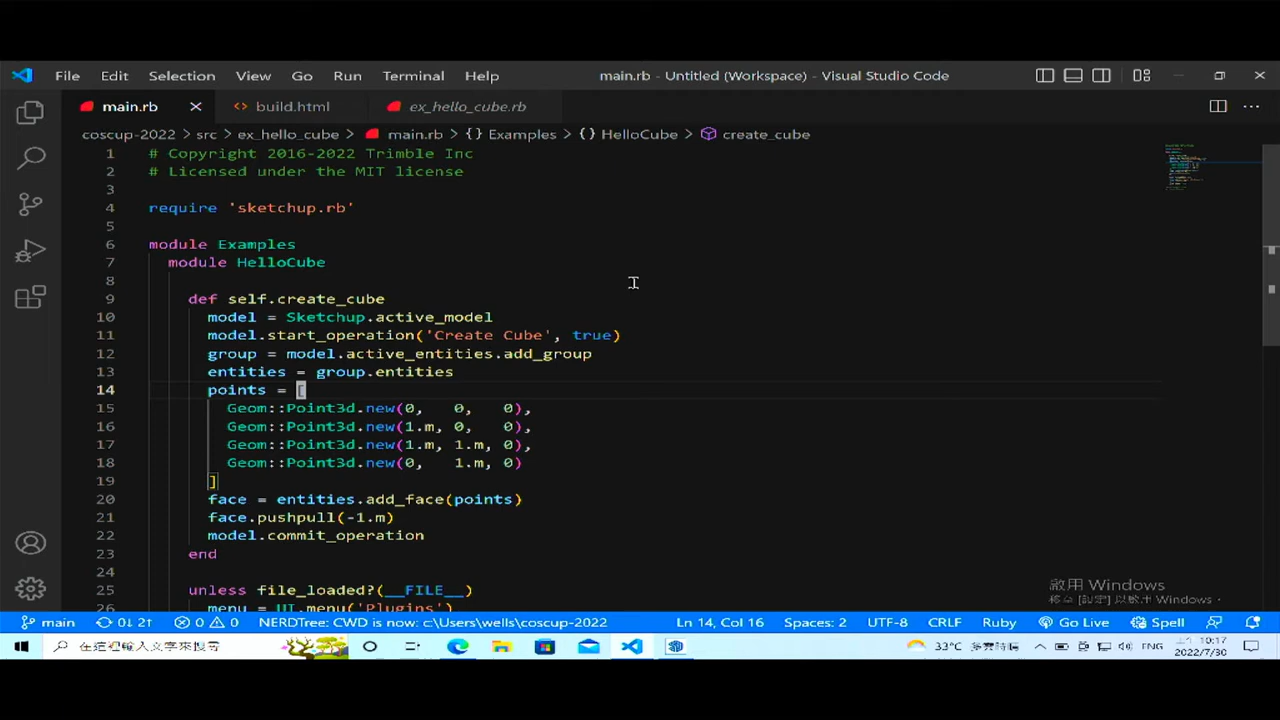 File Edit Selection View Go Run Terminal Help main.rb - Untitled (Workspace) - Visual Studio Code
main.rb build.html ex_hello_cube.rb
coscup-2022 > src > ex_hello_cube > main.rb > {} Examples > {} HelloCube > create_cube
1 # Copyright 2016-2022 Trimble Inc
2 # Licensed under the MIT license
3
4 require 'sketchup.rb'
5
6 module Examples
7 module HelloCube
8
9 def self.create_cube
10 model = Sketchup.active_model
11 model.start_operation('Create Cube', true)
12 group = model.active_entities.add_group
13 entities = group.entities
14 points = [
15 Geom::Point3d.new(0, 0, 0),
16 Geom::Point3d.new(1.m, 0, 0),
17 Geom::Point3d.new(1.m, 1.m, 0),
18 Geom::Point3d.new(0, 1.m, 0)
19 ]
20 face = entities.add_face(points)
21 face.pushpull(-1.m)
22 model.commit_operation
23 end
24
25 unless file_loaded?(__FILE__)
26 menu = UI.menu('Plugins')
啟用 Windows
移至 [設定] 以啟用 Windows。
main 0↓ 2↑ 0 0 NERDTree: CWD is now: c:\Users\wells\coscup-2022 Ln 14, Col 16 Spaces: 2 UTF-8 CRLF Ruby Go Live Spell
在這裡輸入文字來搜尋 33°C 多雲時晴 ENG 上午 10:17
2022/7/30